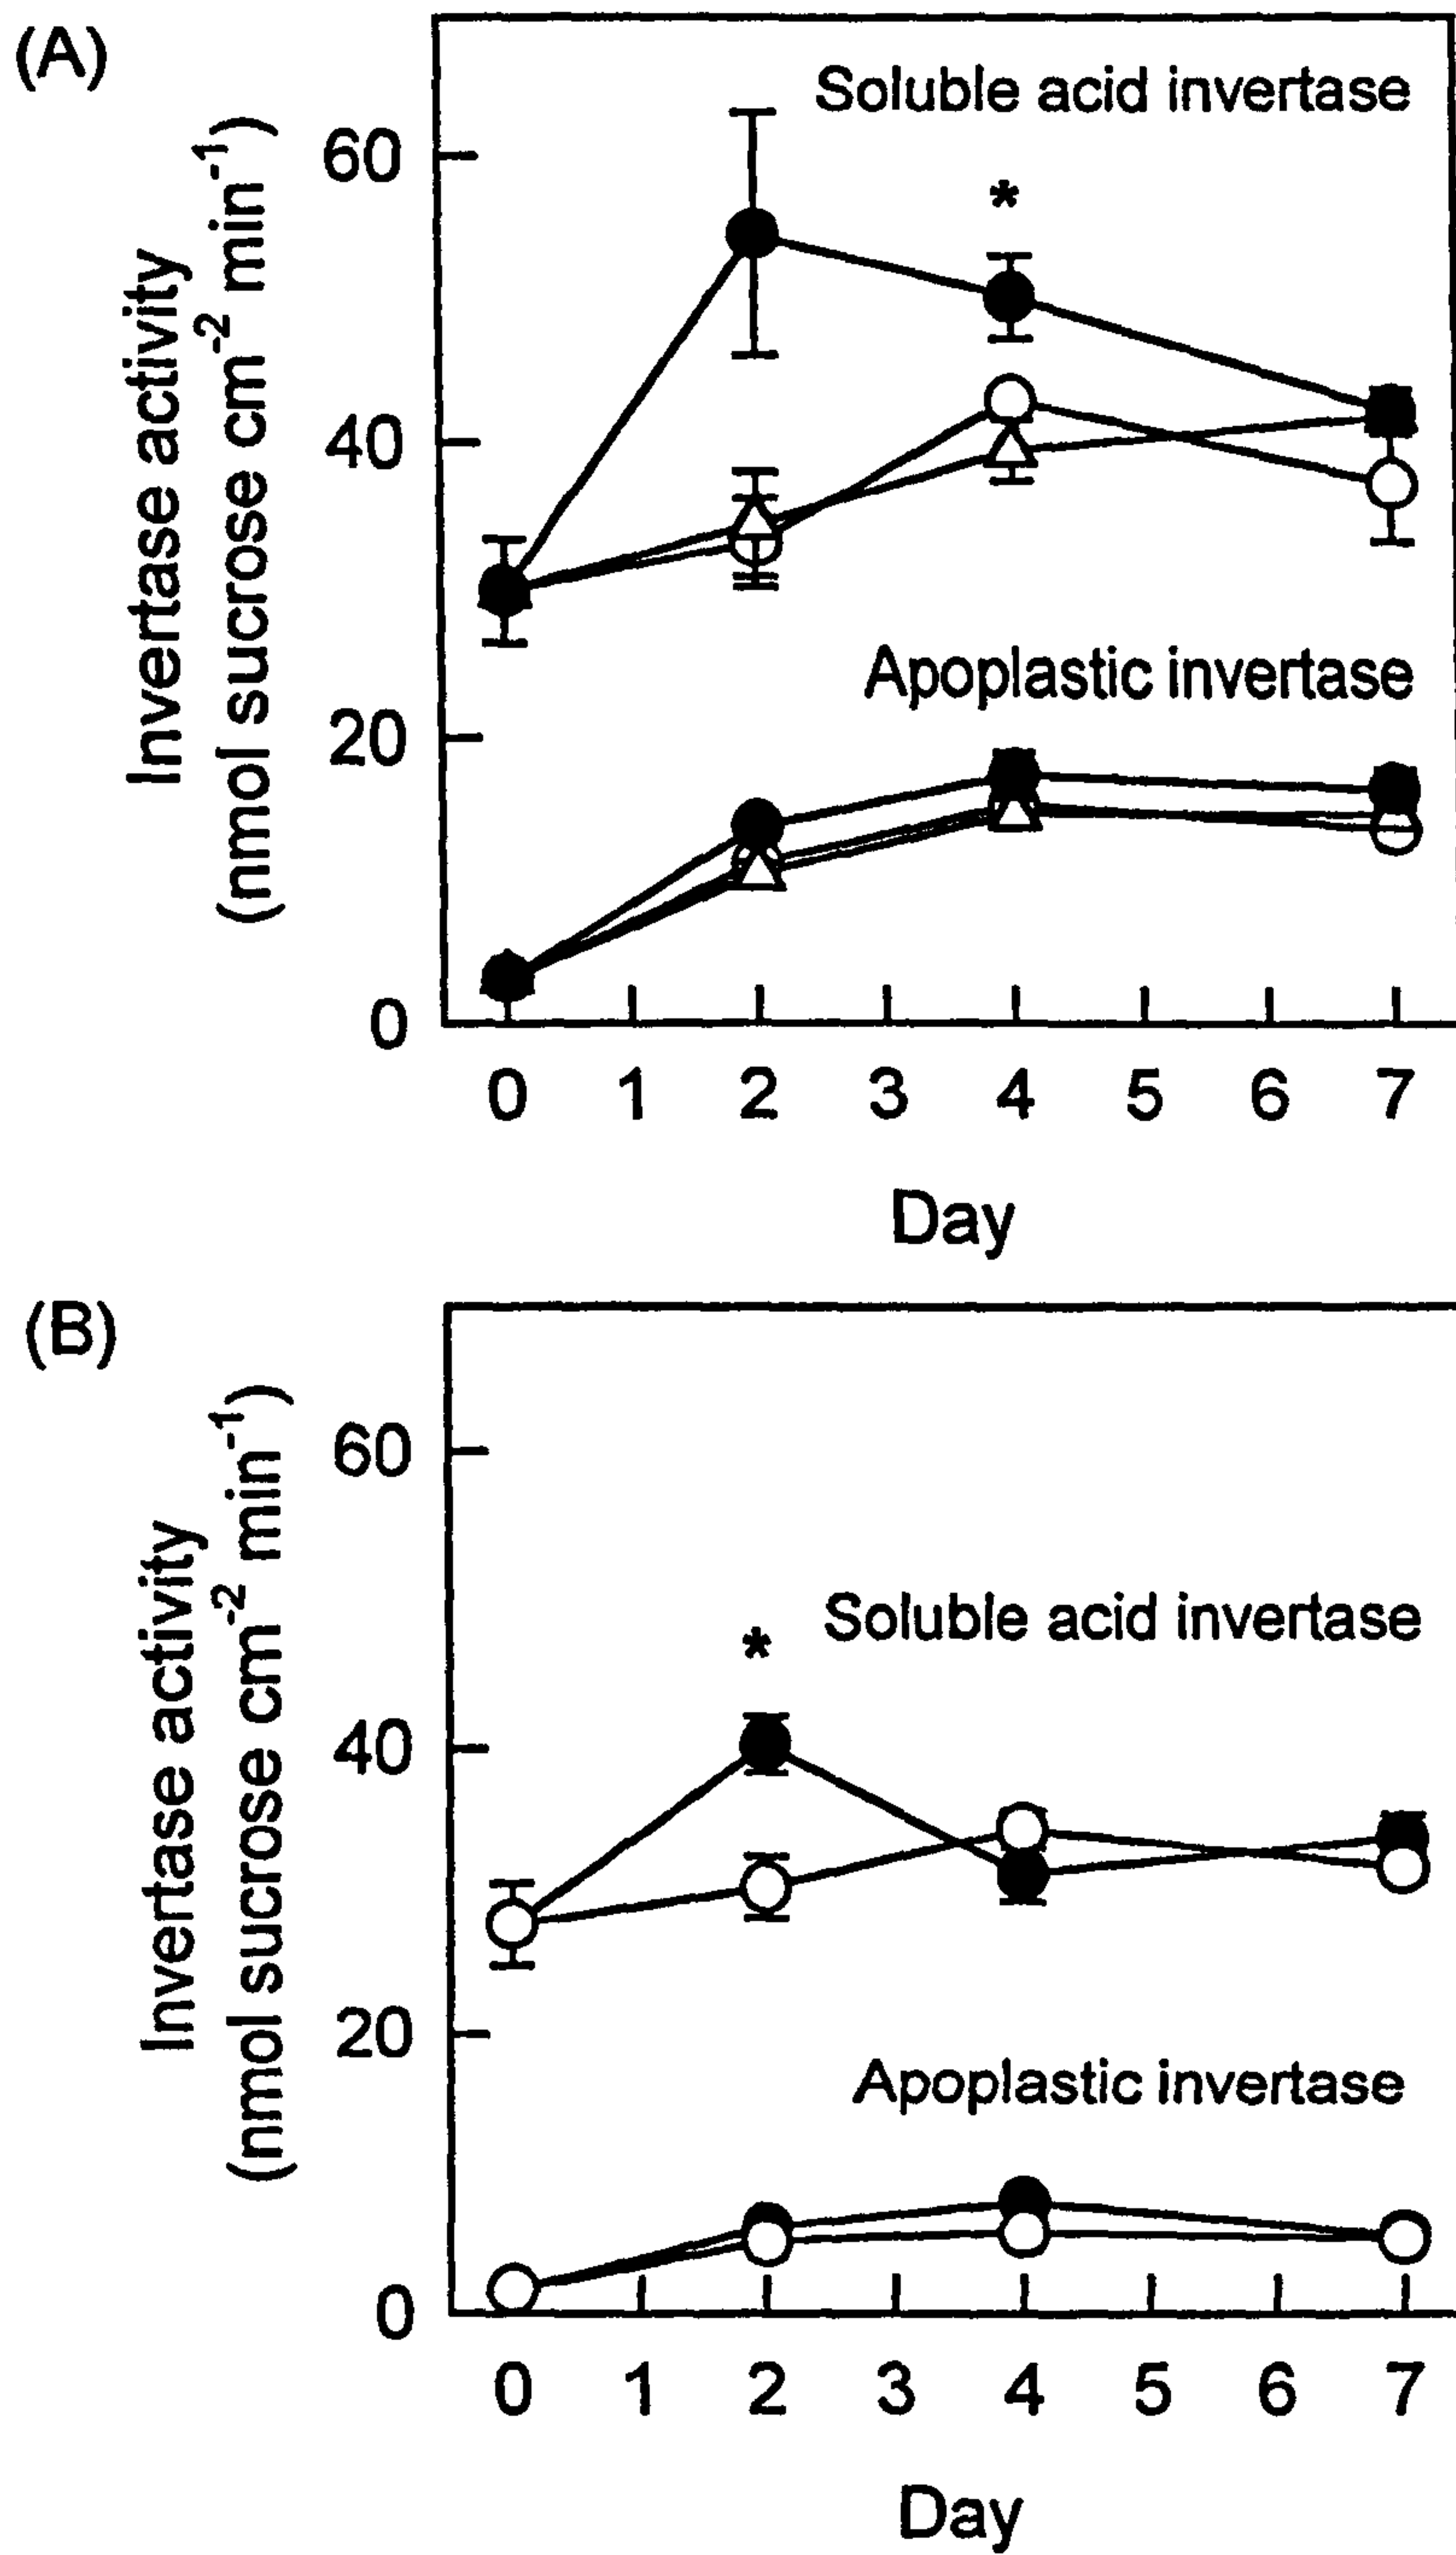 (A)
Invertase activity
(nmol sucrose cm⁻² min⁻¹)
60
40
20
0
Soluble acid invertase
*
Apoplastic invertase
0 1 2 3 4 5 6 7
Day
(B)
Invertase activity
(nmol sucrose cm⁻² min⁻¹)
60
40
20
0
Soluble acid invertase
*
Apoplastic invertase
0 1 2 3 4 5 6 7
Day